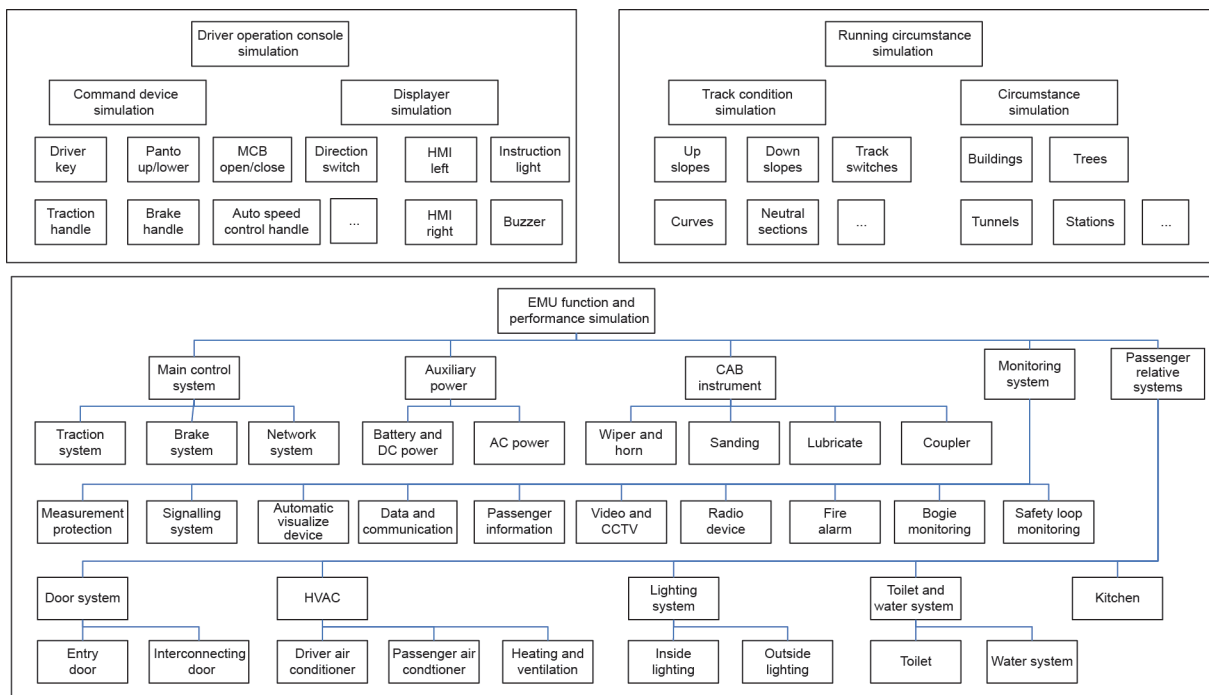 Driver operation console
simulation
Command device
simulation
Displayer
simulation
Driver
key
Panto
up/lower
MCB
open/close
Direction
switch
HMI
left
Instruction
light
Traction
handle
Brake
handle
Auto speed
control handle
...
HMI
right
Buzzer
Running circumstance
simulation
Track condition
simulation
Circumstance
simulation
Up
slopes
Down
slopes
Track
switches
Buildings
Trees
Curves
Neutral
sections
...
Tunnels
Stations
...
EMU function and
performance simulation
Main control
system
Auxiliary
power
CAB
instrument
Monitoring
system
Passenger
relative
systems
Traction
system
Brake
system
Network
system
Battery and
DC power
AC power
Wiper and
horn
Sanding
Lubricate
Coupler
Measurement
protection
Signalling
system
Automatic
visualize
device
Data and
communication
Passenger
information
Video and
CCTV
Radio
device
Fire
alarm
Bogie
monitoring
Safety loop
monitoring
Door system
HVAC
Lighting
system
Toilet and
water system
Kitchen
Entry
door
Interconnecting
door
Driver air
conditioner
Passenger air
condtioner
Heating and
ventilation
Inside
lighting
Outside
lighting
Toilet
Water system